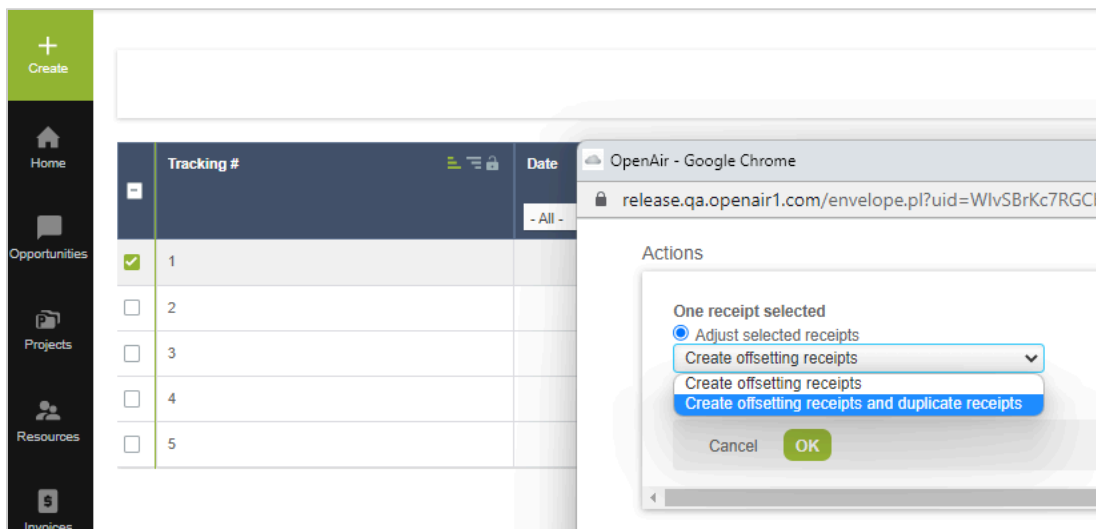 Create
Home
Opportunities
Projects
Resources
Invoices
Tracking #
Date
- All -
1
2
3
4
5
OpenAir - Google Chrome
release.qa.openair1.com/envelope.pl?uid=WIvSBrKc7RGC
Actions
One receipt selected
Adjust selected receipts
Create offsetting receipts
Create offsetting receipts
Create offsetting receipts and duplicate receipts
Cancel
OK